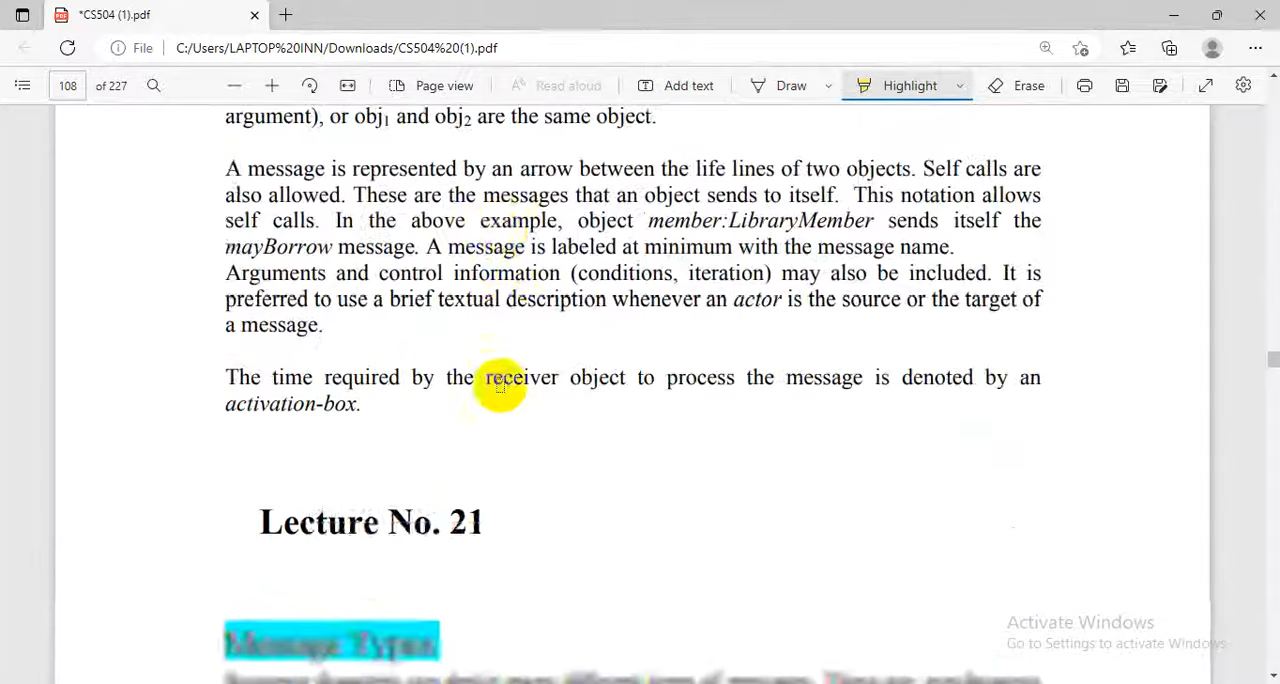 *CS504 (1).pdf
File C:/Users/LAPTOP%20INN/Downloads/CS504%20(1).pdf
108 of 227 Page view Read aloud Add text Draw Highlight Erase
argument), or obj1 and obj2 are the same object.
A message is represented by an arrow between the life lines of two objects. Self calls are
also allowed. These are the messages that an object sends to itself. This notation allows
self calls. In the above example, object member:LibraryMember sends itself the
mayBorrow message. A message is labeled at minimum with the message name.
Arguments and control information (conditions, iteration) may also be included. It is
preferred to use a brief textual description whenever an actor is the source or the target of
a message.
The time required by the receiver object to process the message is denoted by an
activation-box.
Lecture No. 21
Message Types
Activate Windows
Go to Settings to activate Windows